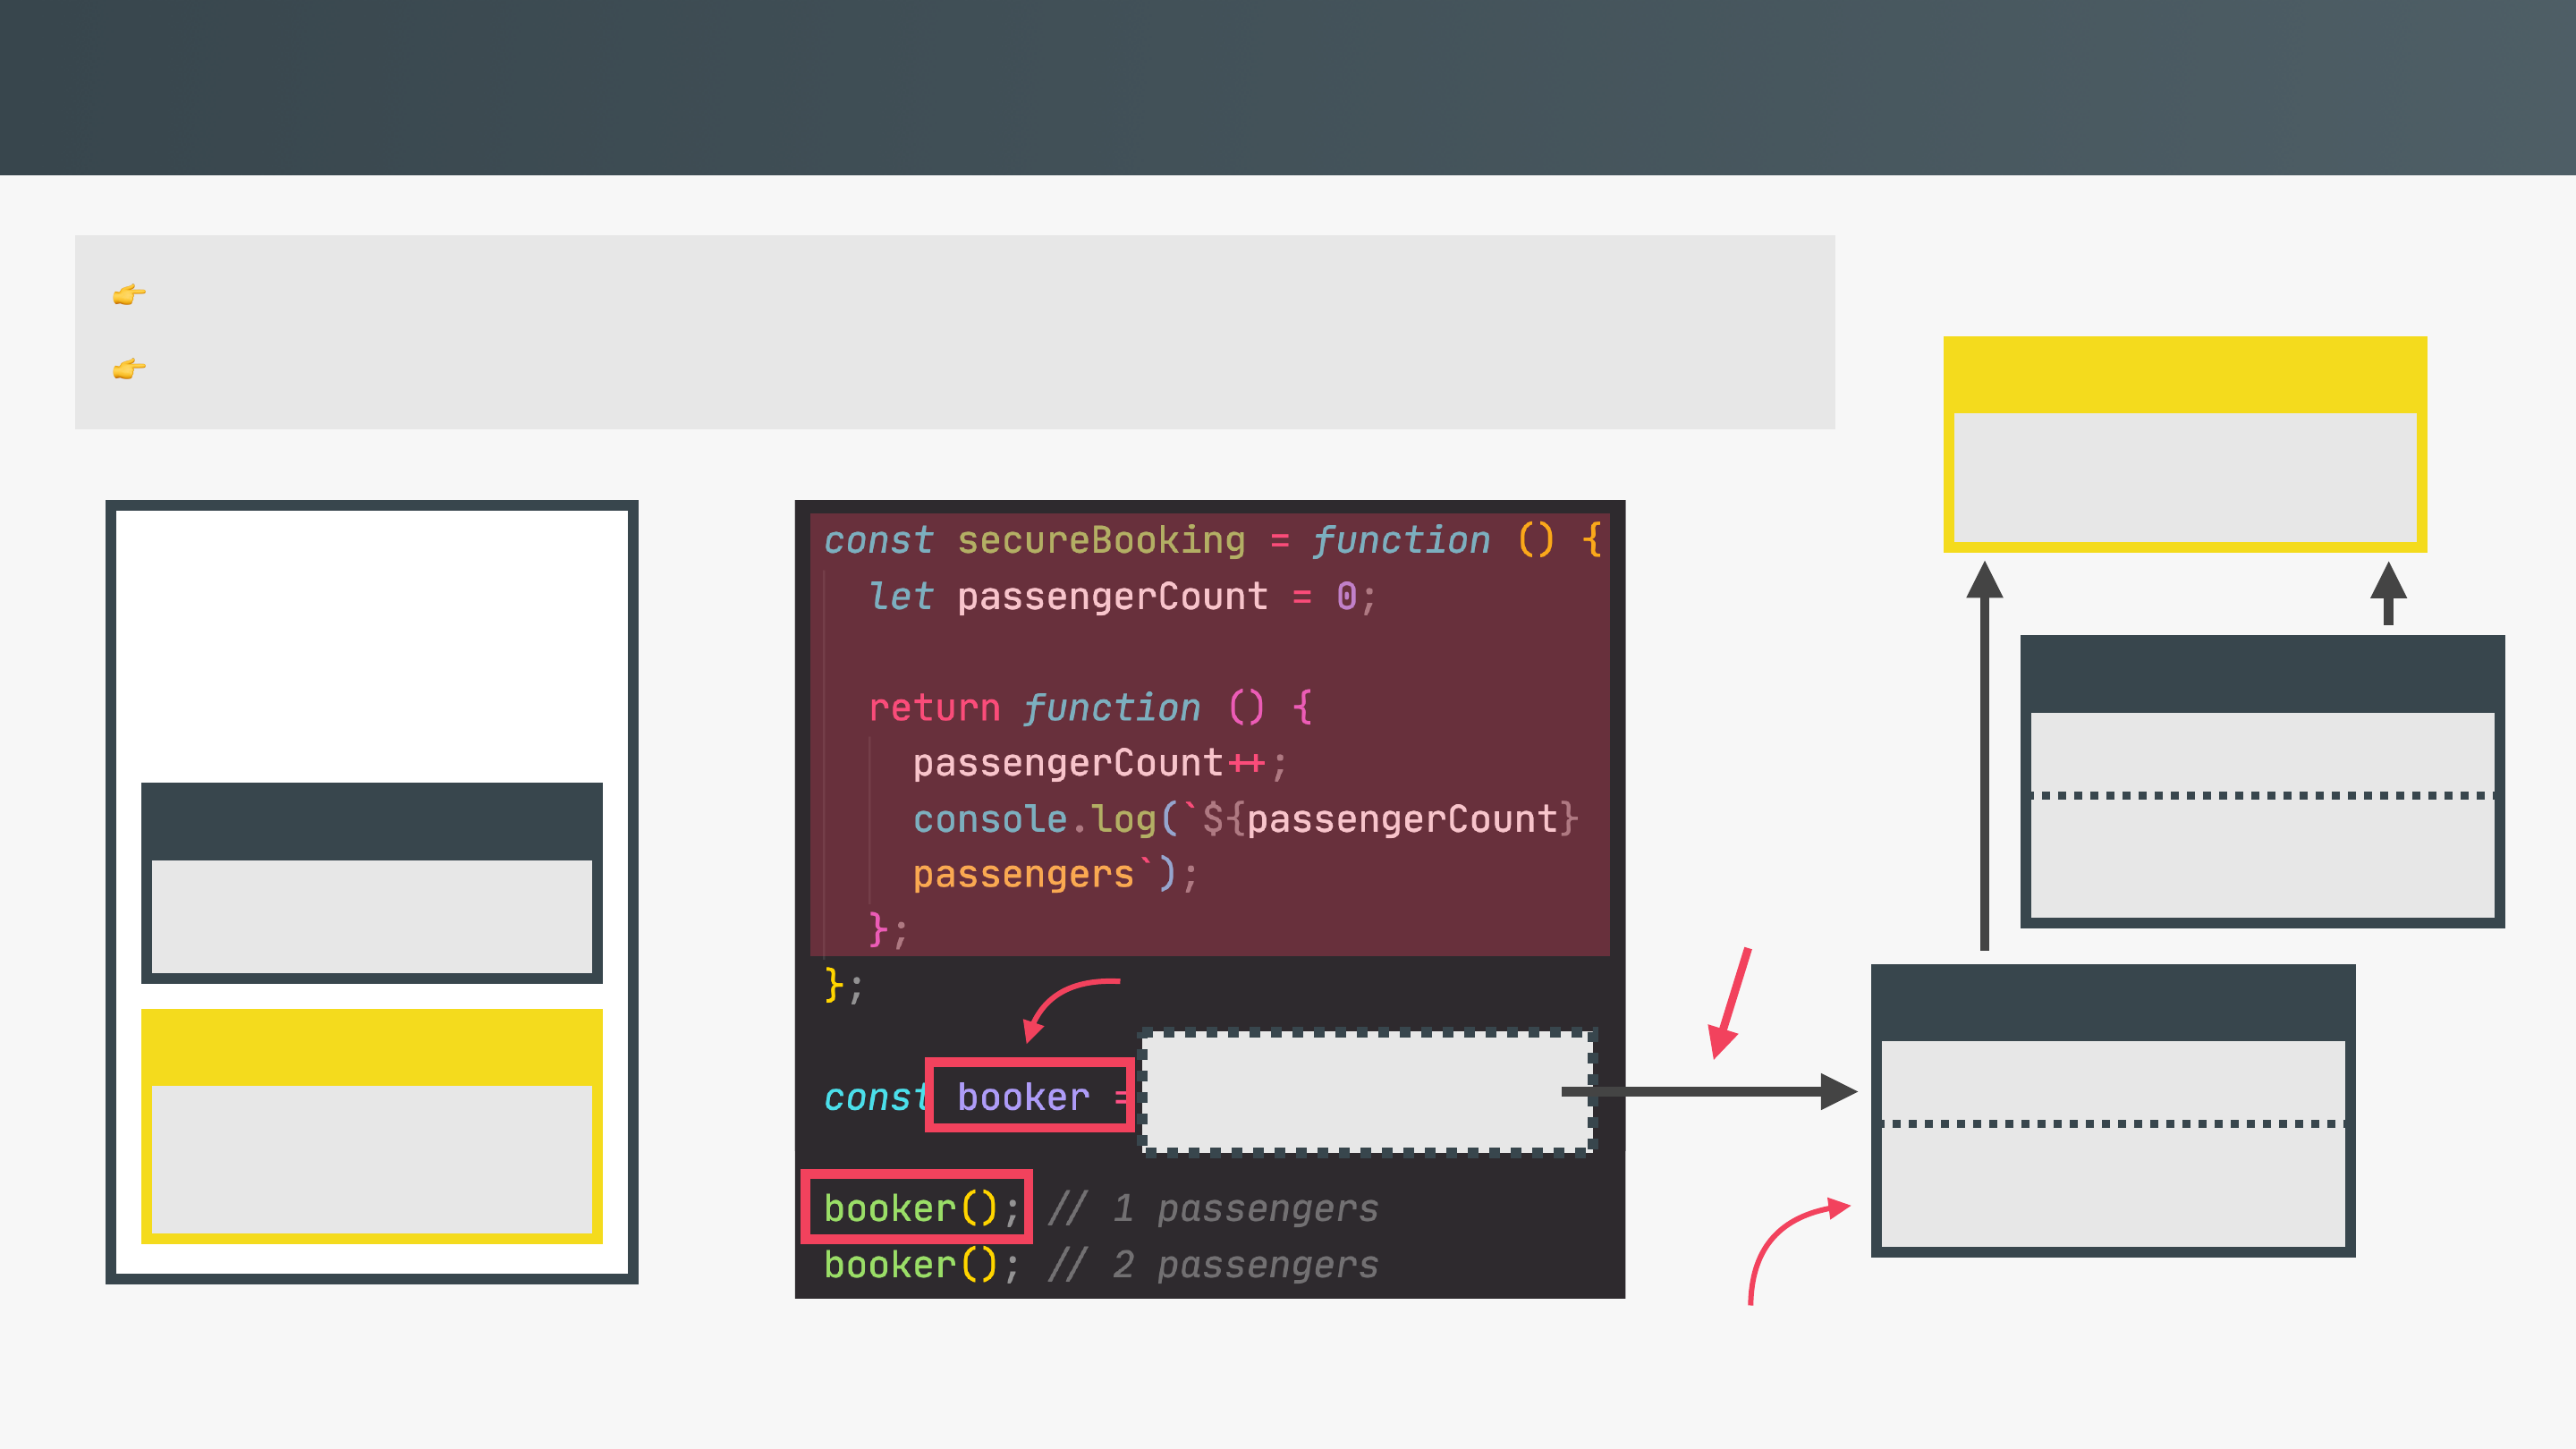 const secureBooking = function () {
let passengerCount = 0;
return function () {
passengerCount++;
console.log(`${passengerCount}
passengers`);
};
};
const booker =
booker(); // 1 passengers
booker(); // 2 passengers